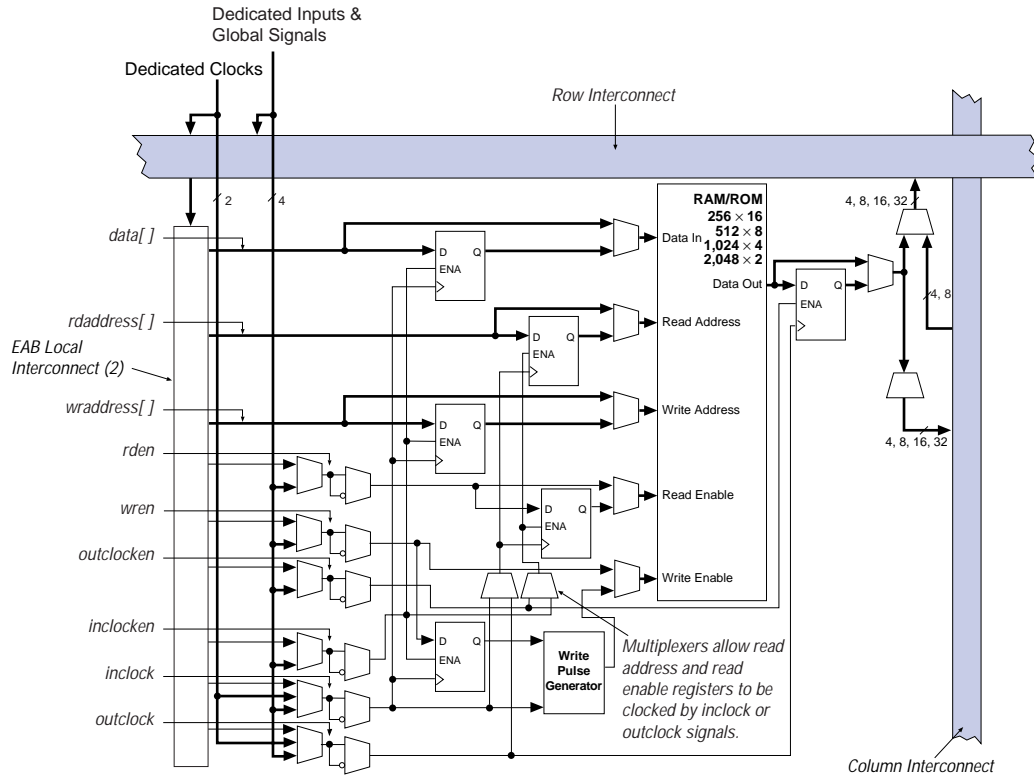 Dedicated Inputs &
Global Signals
Dedicated Clocks
Row Interconnect
2
4
4, 8, 16, 32
RAM/ROM
256 × 16
512 × 8
1,024 × 4
2,048 × 2
data[ ]
Data In
D
Q
ENA
Data Out
D
Q
ENA
4, 8
rdaddress[ ]
Read Address
D
Q
ENA
EAB Local
Interconnect (2)
wraddress[ ]
Write Address
D
Q
ENA
4, 8, 16, 32
rden
Read Enable
D
Q
ENA
wren
outclocken
Write Enable
inclocken
D
Q
ENA
Write
Pulse
Generator
Multiplexers allow read
address and read
enable registers to be
clocked by inclock or
outclock signals.
inclock
outclock
Column Interconnect